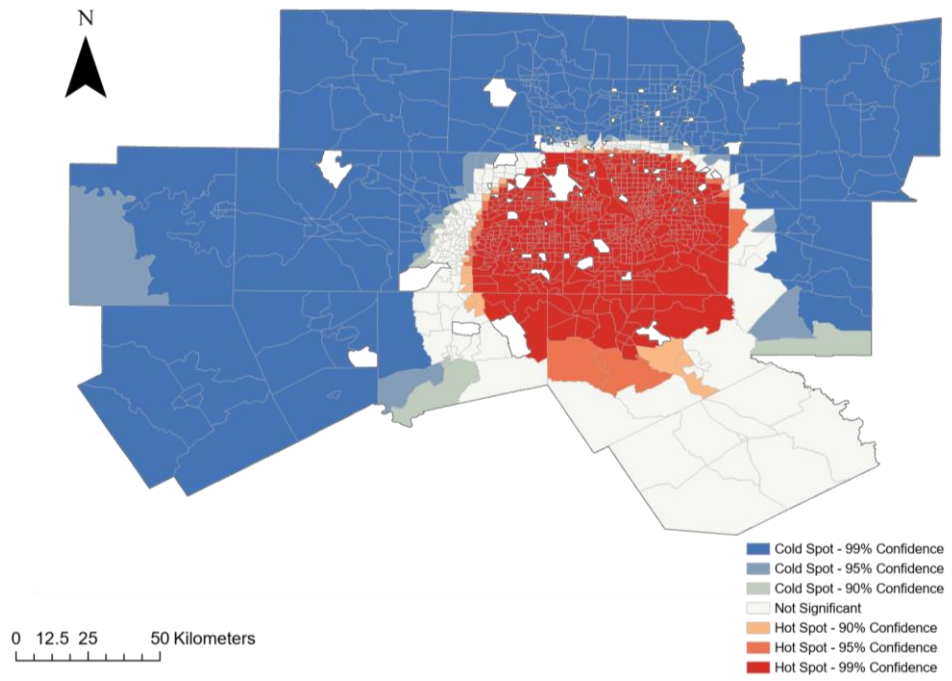 N
Cold Spot - 99% Confidence
Cold Spot - 95% Confidence
Cold Spot - 90% Confidence
Not Significant
Hot Spot - 90% Confidence
Hot Spot - 95% Confidence
Hot Spot - 99% Confidence
0 12.5 25 50 Kilometers